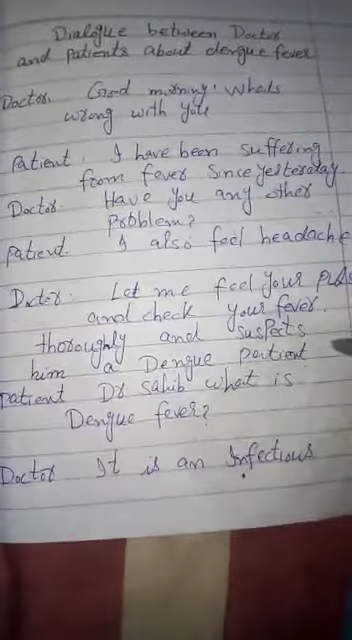 Dialogue between Doctor
and Patients about dengue fever
Doctor. Good morning! Whats
wrong with you
Patient. I have been suffering
from fever since yesterday
Doctor. Have you any other
Problem?
Patient. I also feel headache
Doctor. Let me feel your
and check your fever.
thoroughly and suspects
him a Dengue patient
Patient Dr sahib what is
Dengue fever?
Doctor It is an Infectious